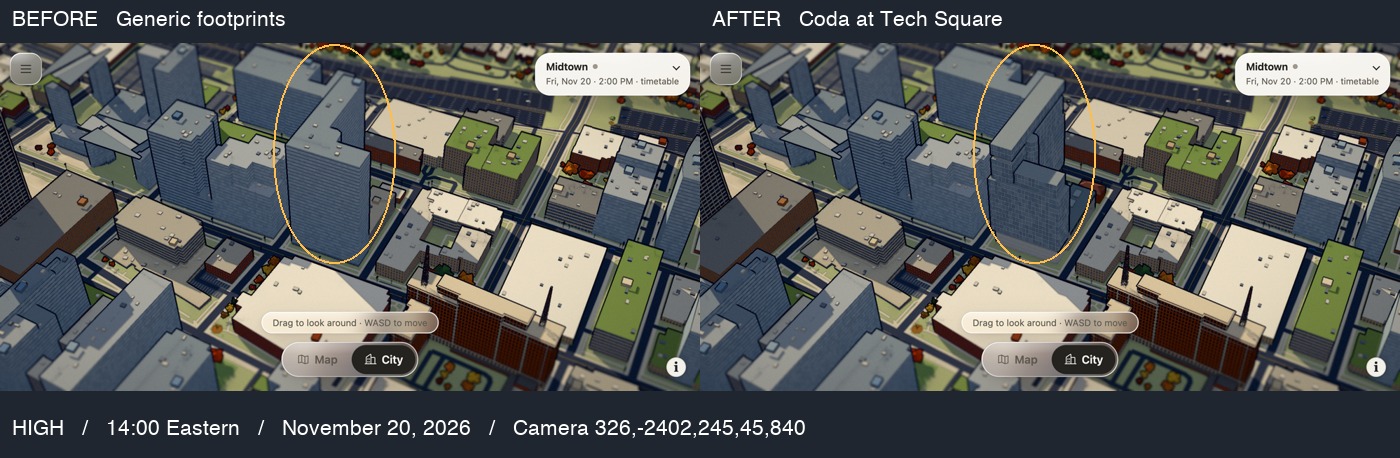 BEFORE Generic footprints
AFTER Coda at Tech Square
Midtown
Fri, Nov 20 · 2:00 PM · timetable
Drag to look around · WASD to move
Map
City
i
Midtown
Fri, Nov 20 · 2:00 PM · timetable
Drag to look around · WASD to move
Map
City
i
HIGH / 14:00 Eastern / November 20, 2026 / Camera 326,-2402,245,45,840